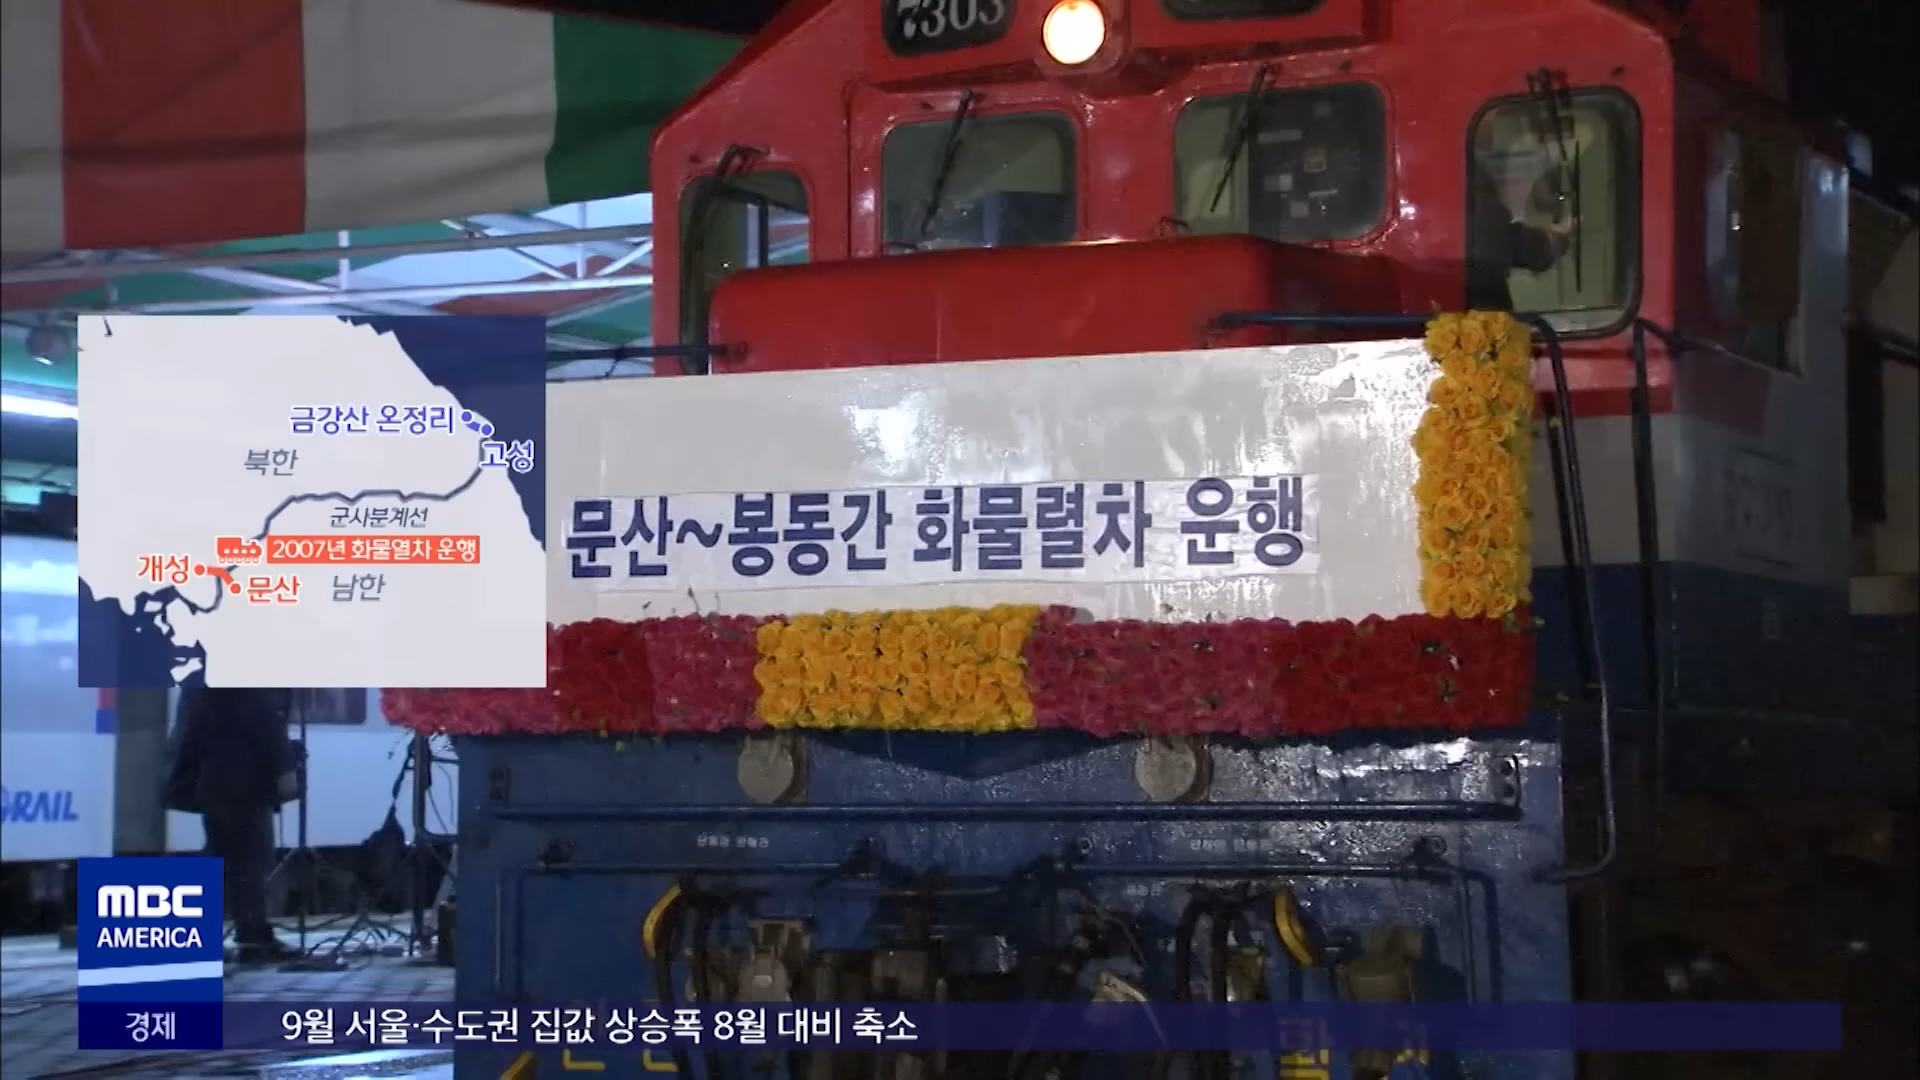 7303
금강산 온정리
고성
북한
군사분계선
2007년 화물열차 운행
개성
문산
남한
문산~봉동간 화물렬차 운행
RAIL
MBC
AMERICA
경제
9월 서울·수도권 집값 상승폭 8월 대비 축소